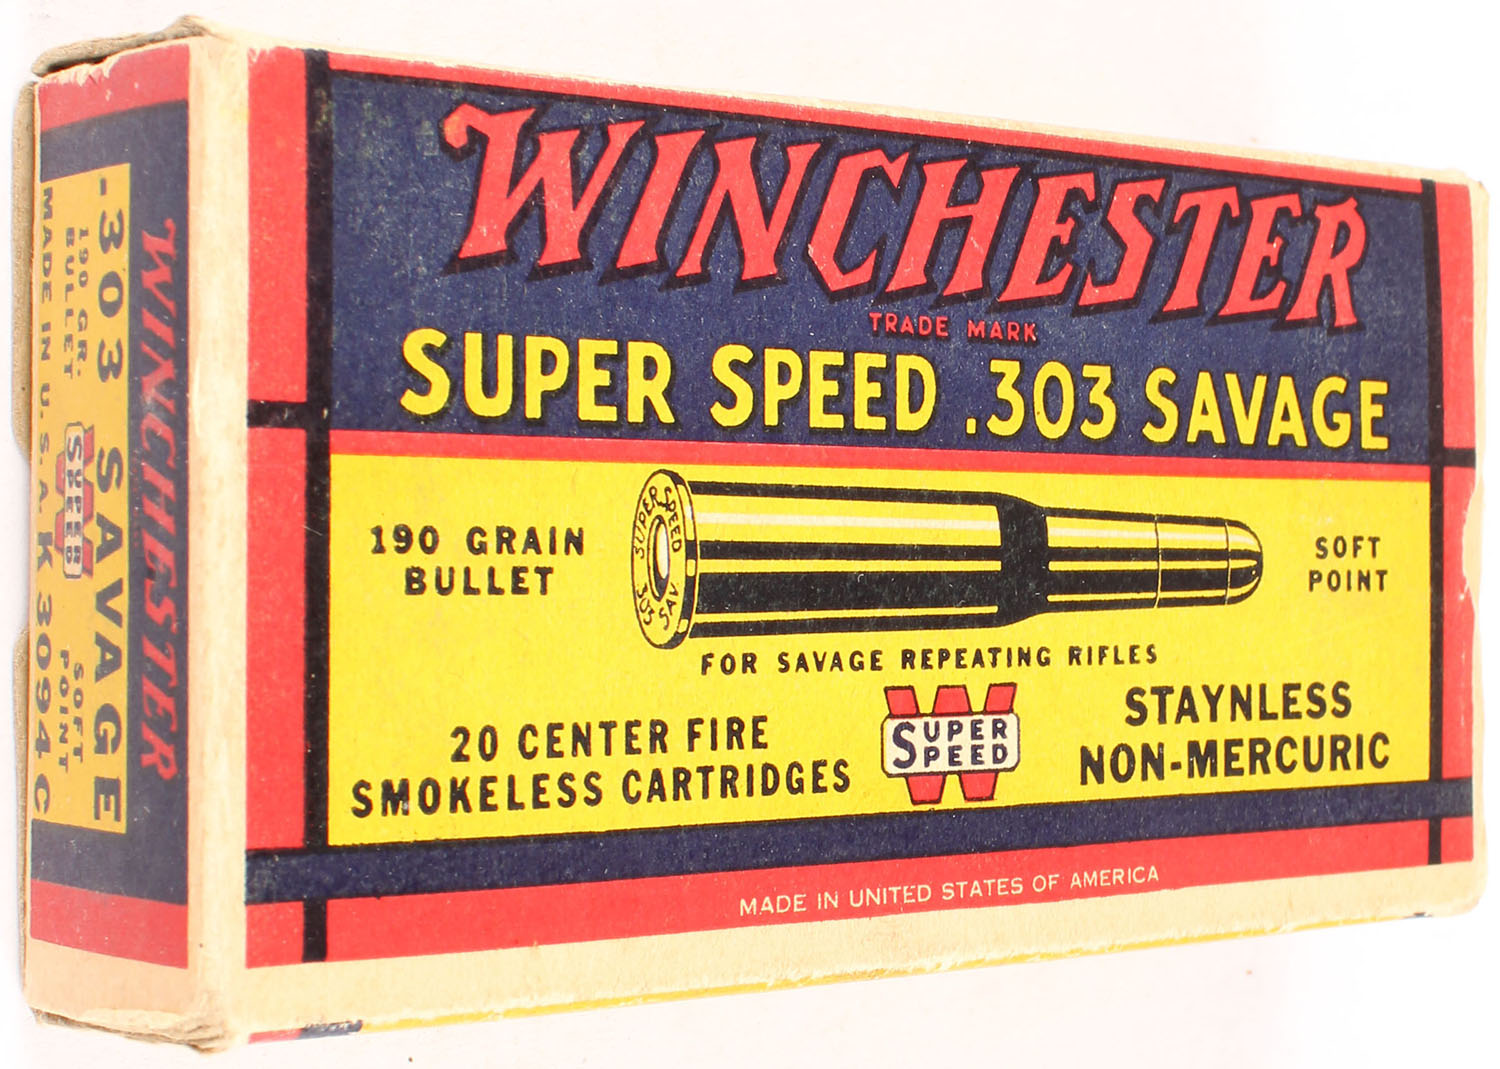 WINCHESTER
TRADE MARK
SUPER SPEED .303 SAVAGE
190 GRAIN
BULLET
SUPER SPEED
303 SAV
SOFT
POINT
FOR SAVAGE REPEATING RIFLES
20 CENTER FIRE
SMOKELESS CARTRIDGES
SUPER
SPEED
STAYNLESS
NON-MERCURIC
MADE IN UNITED STATES OF AMERICA
WINCHESTER
.303 SAVAGE
190 GR.
BULLET
SUPER
SPEED
SOFT
POINT
MADE IN U.S.A. K 3094 C